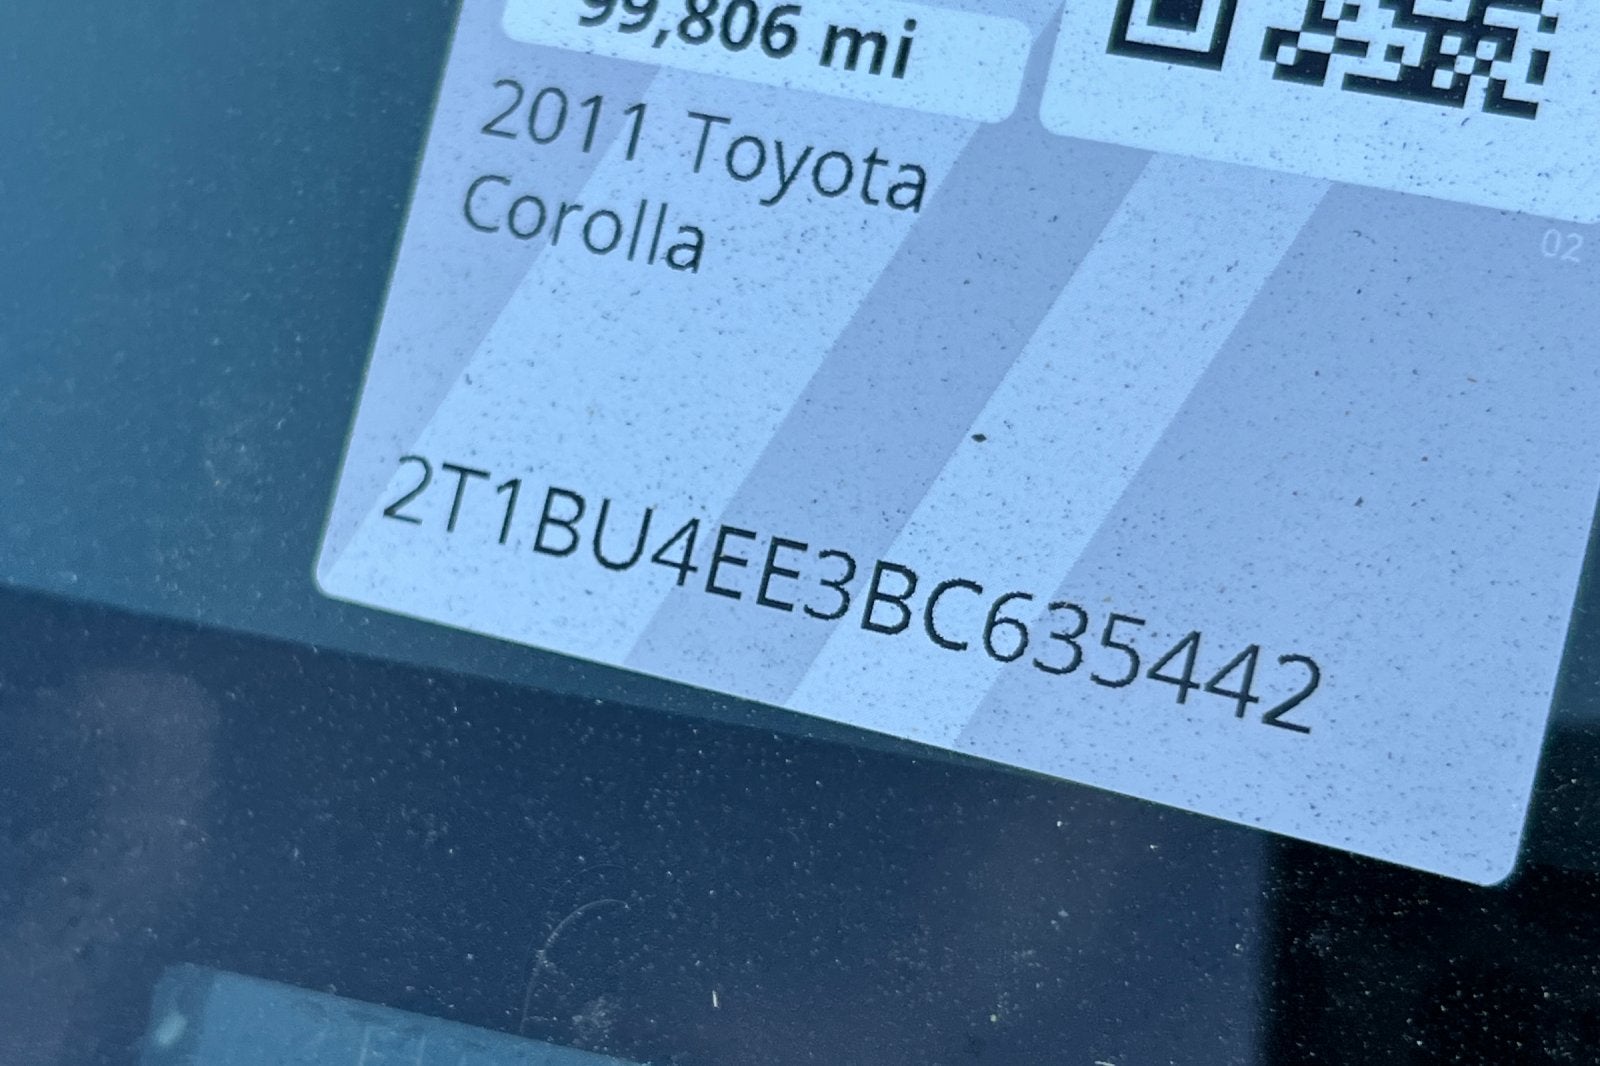 99,806 mi
2011 Toyota
Corolla
02
2T1BU4EE3BC635442